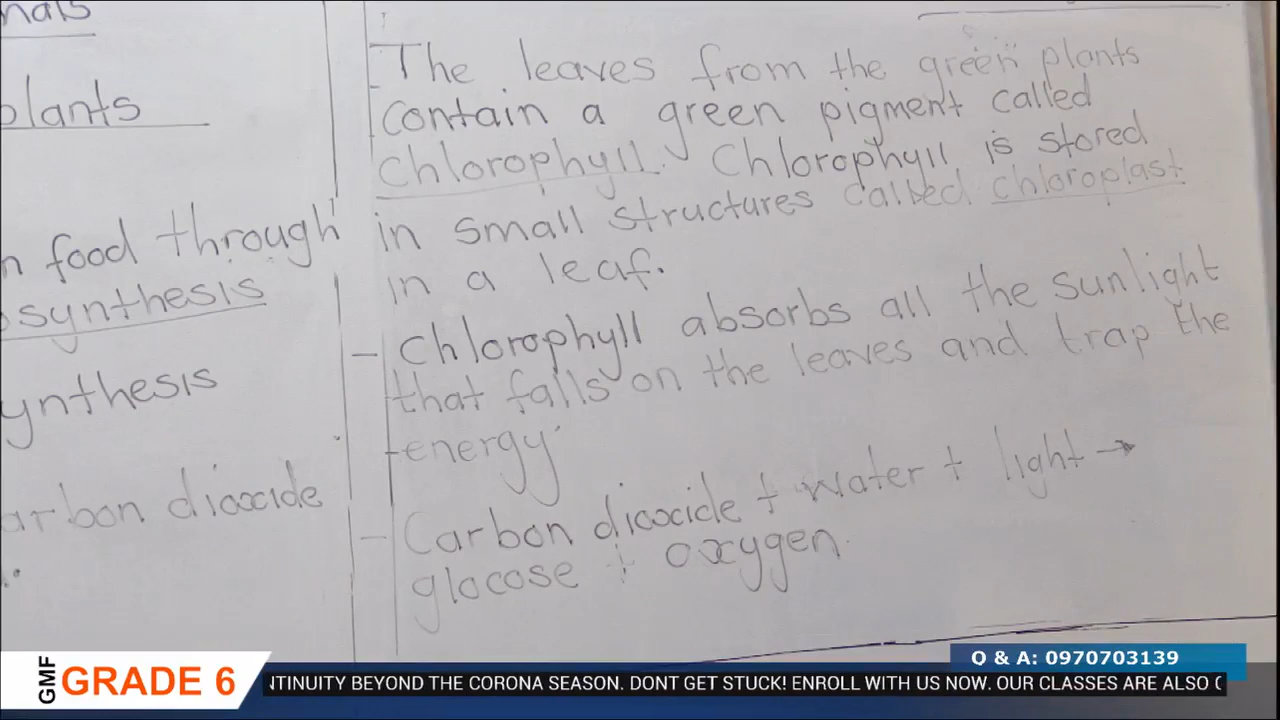 mals
plants
n food through
osynthesis
ynthesis
arbon dioxide
The leaves from the green plants
contain a green pigment called
chlorophyll. Chlorophyll is stored
in small structures called chloroplast
in a leaf.
- Chlorophyll absorbs all the sunlight
that falls on the leaves and trap the
energy
- Carbon dioxide + water + light →
glocose + oxygen.
Q & A: 0970703139
GMF GRADE 6
NTINUITY BEYOND THE CORONA SEASON. DONT GET STUCK! ENROLL WITH US NOW. OUR CLASSES ARE ALSO